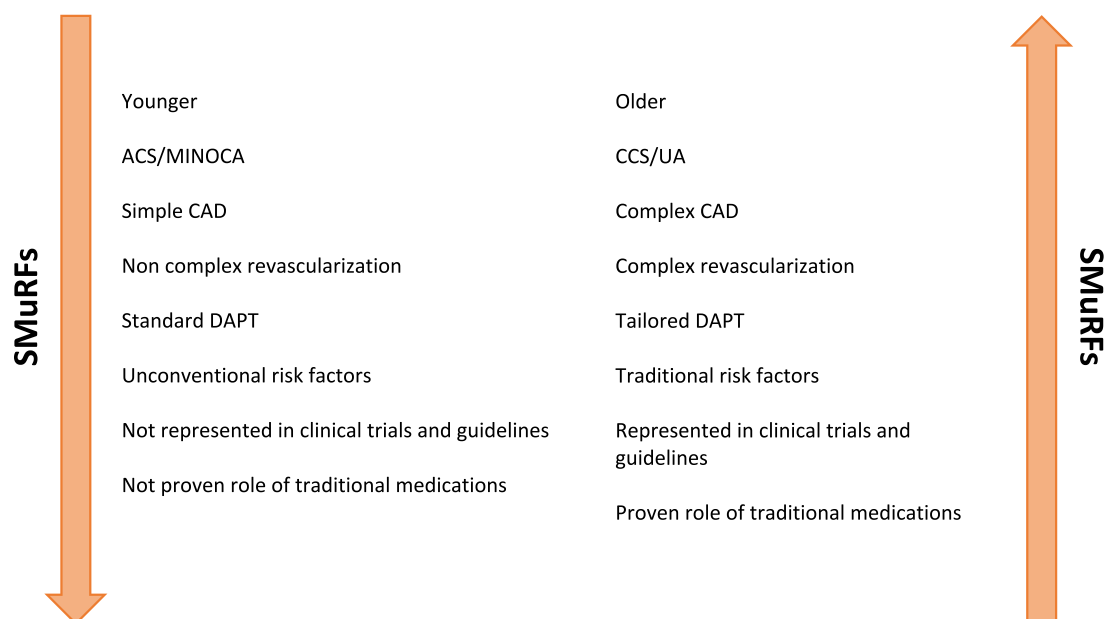 SMuRFs
Younger
ACS/MINOCA
Simple CAD
Non complex revascularization
Standard DAPT
Unconventional risk factors
Not represented in clinical trials and guidelines
Not proven role of traditional medications
Older
CCS/UA
Complex CAD
Complex revascularization
Tailored DAPT
Traditional risk factors
Represented in clinical trials and
guidelines
Proven role of traditional medications
SMuRFs